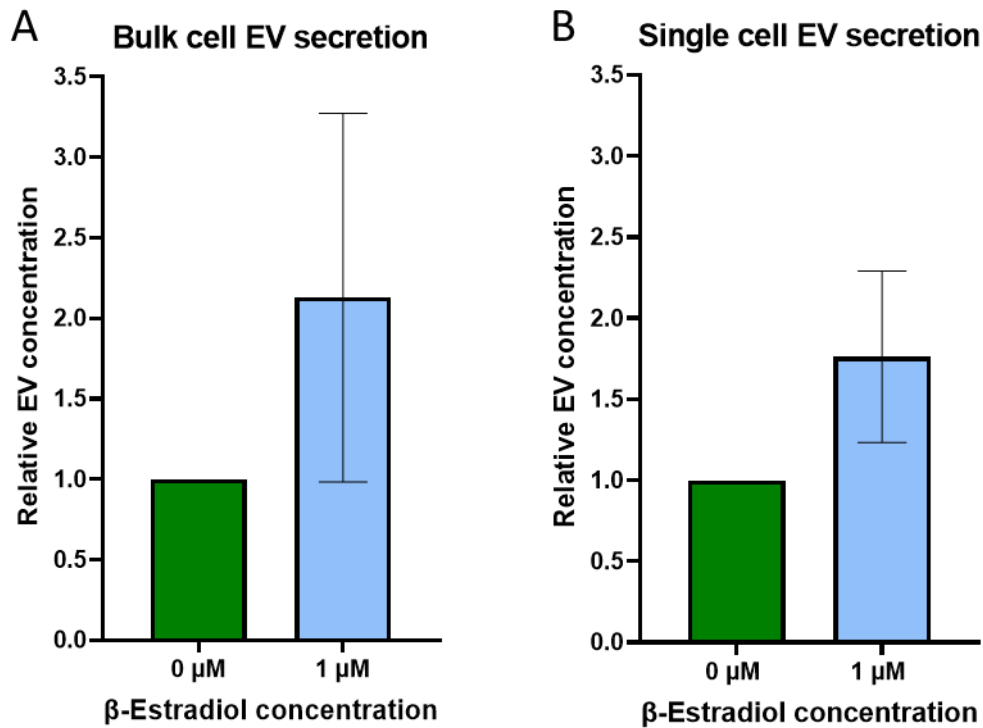 A
Bulk cell EV secretion
Relative EV concentration
3.5
3.0
2.5
2.0
1.5
1.0
0.5
0.0
0 μM
1 μM
β-Estradiol concentration
B
Single cell EV secretion
Relative EV concentration
3.5
3.0
2.5
2.0
1.5
1.0
0.5
0.0
0 μM
1 μM
β-Estradiol concentration